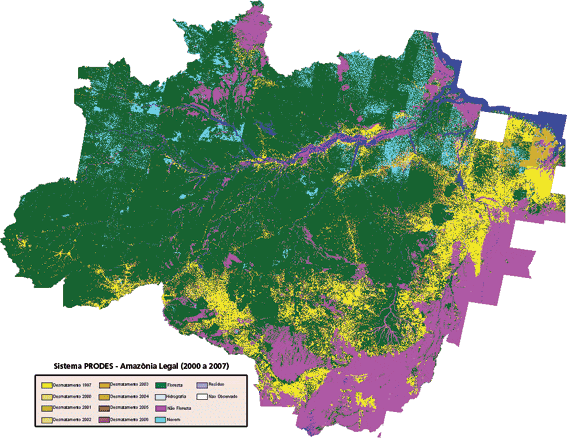 Sistema PRODES - Amazônia Legal (2000 a 2007)
Desmatamento 1997
Desmatamento 2000
Desmatamento 2001
Desmatamento 2002
Desmatamento 2003
Desmatamento 2004
Desmatamento 2005
Desmatamento 2006
Floresta
Hidrografia
Não Floresta
Nuvem
Resíduo
Não Observado